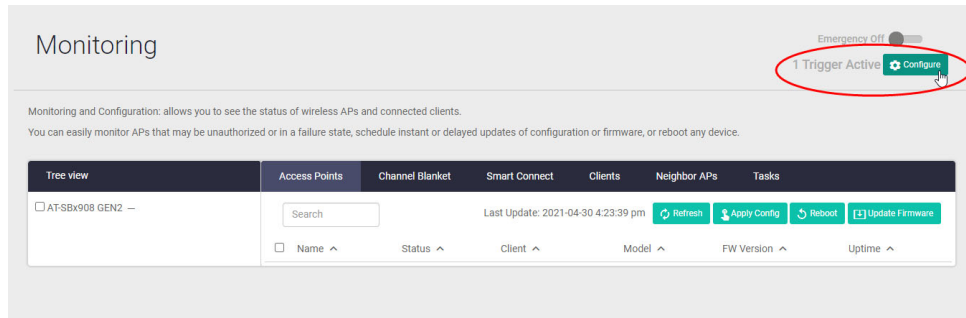 Monitoring
Emergency Off
1 Trigger Active Configure
Monitoring and Configuration: allows you to see the status of wireless APs and connected clients.
You can easily monitor APs that may be unauthorized or in a failure state, schedule instant or delayed updates of configuration or firmware, or reboot any device.
Tree view Access Points Channel Blanket Smart Connect Clients Neighbor APs Tasks
AT-SBx908 GEN2 — Search Last Update: 2021-04-30 4:23:39 pm Refresh Apply Config Reboot Update Firmware
Name Status Client Model FW Version Uptime